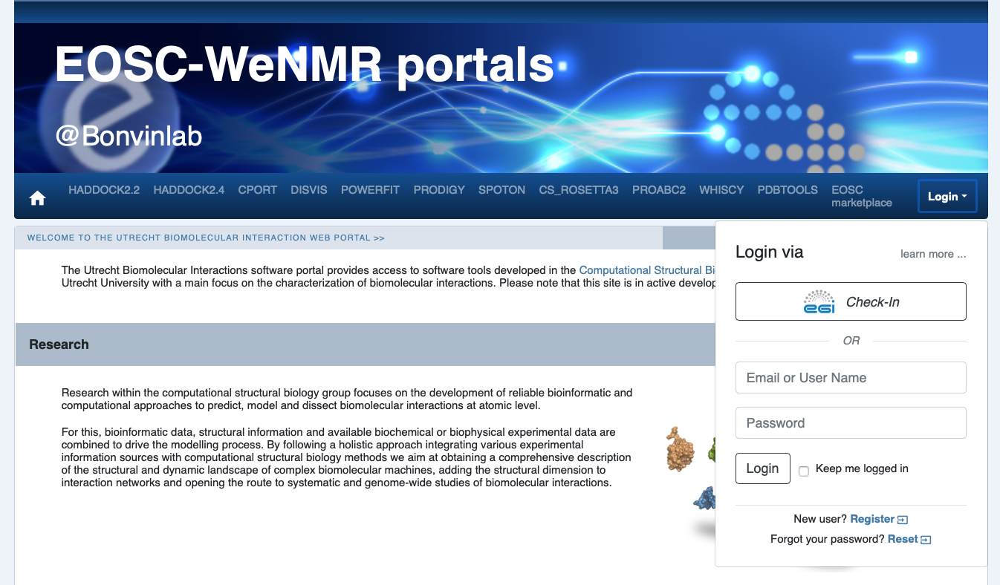 EOSC-WeNMR portals
@Bonvinlab
HADDOCK2.2 HADDOCK2.4 CPORT DISVIS POWERFIT PRODIGY SPOTON CS_ROSETTA3 PROABC2 WHISCY PDBTOOLS EOSC marketplace Login
WELCOME TO THE UTRECHT BIOMOLECULAR INTERACTION WEB PORTAL >>
The Utrecht Biomolecular Interactions software portal provides access to software tools developed in the Computational Structural
Utrecht University with a main focus on the characterization of biomolecular interactions. Please note that this site is in active
Research
Research within the computational structural biology group focuses on the development of reliable bioinformatic and
computational approaches to predict, model and dissect biomolecular interactions at atomic level.
For this, bioinformatic data, structural information and available biochemical or biophysical experimental data are
combined to drive the modelling process. By following a holistic approach integrating various experimental
information sources with computational structural biology methods we aim at obtaining a comprehensive description
of the structural and dynamic landscape of complex biomolecular machines, adding the structural dimension to
interaction networks and opening the route to systematic and genome-wide studies of biomolecular interactions.
Login via
learn more ...
egi Check-In
OR
Email or User Name
Password
Login Keep me logged in
New user? Register
Forgot your password? Reset